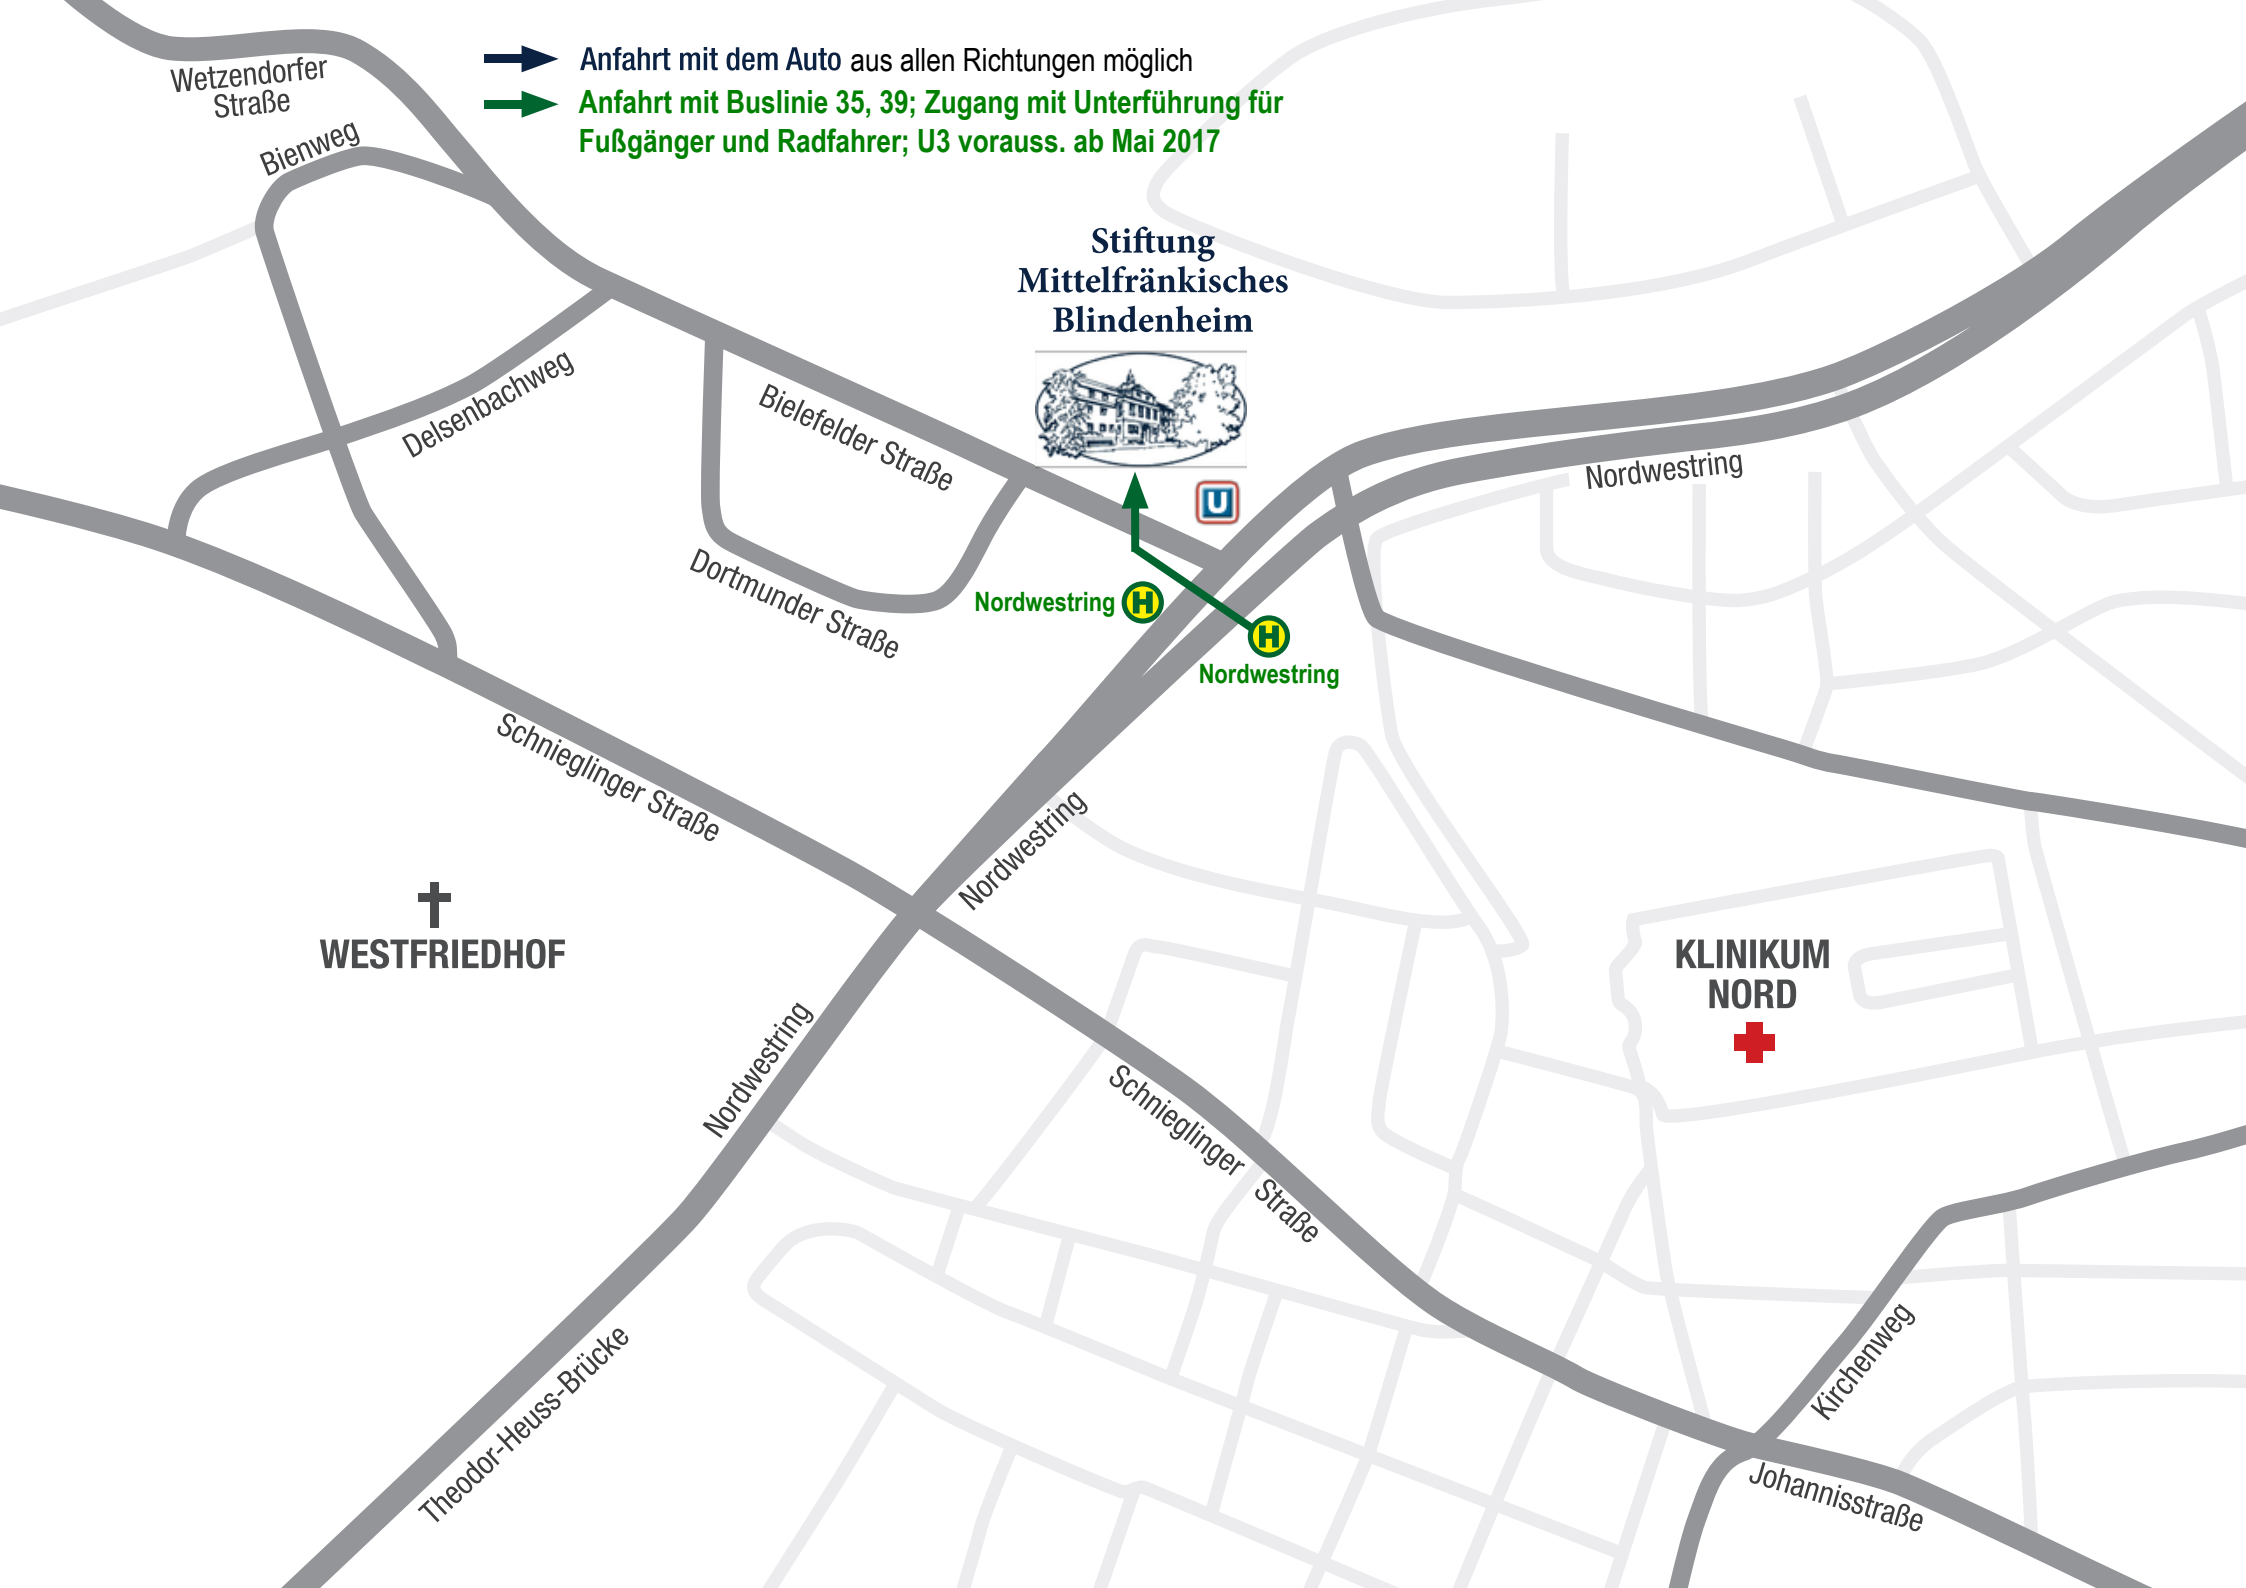 Anfahrt mit dem Auto aus allen Richtungen möglich
Anfahrt mit Buslinie 35, 39; Zugang mit Unterführung für
Fußgänger und Radfahrer; U3 vorauss. ab Mai 2017
Wetzendorfer
Straße
Bienweg
Stiftung
Mittelfränkisches
Blindenheim
Delsenbachweg
Bielefelder Straße
U
Nordwestring
Dortmunder Straße
Nordwestring
H
H
Nordwestring
Schnieglinger Straße
Nordwestring
WESTFRIEDHOF
KLINIKUM
NORD
Nordwestring
Schnieglinger Straße
Kirchenweg
Theodor-Heuss-Brücke
Johannisstraße